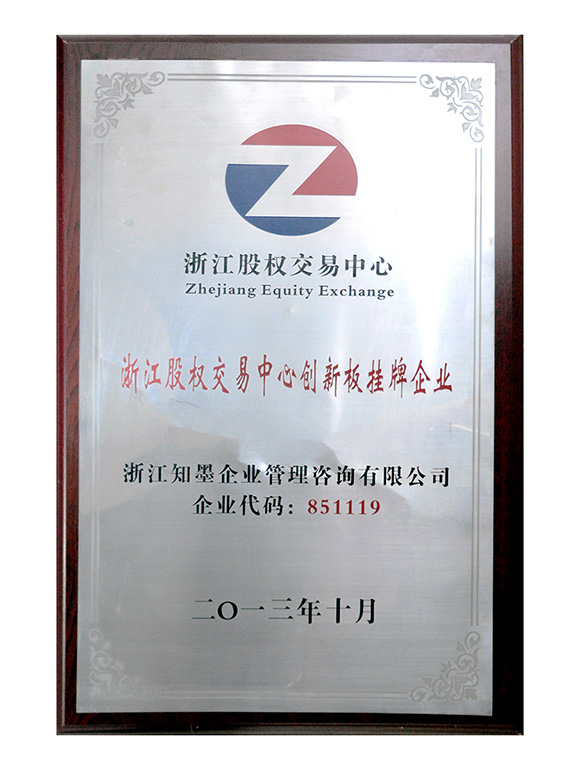 浙江股权交易中心
Zhejiang Equity Exchange
浙江股权交易中心创新板挂牌企业
浙江知墨企业管理咨询有限公司
企业代码：851119
二〇一三年十月